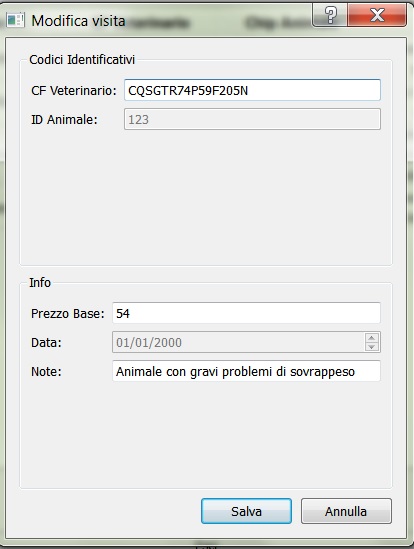 Modifica visita
Codici Identificativi
CF Veterinario: CQSGTR74P59F205N
ID Animale: 123
Info
Prezzo Base: 54
Data: 01/01/2000
Note: Animale con gravi problemi di sovrappeso
Salva Annulla